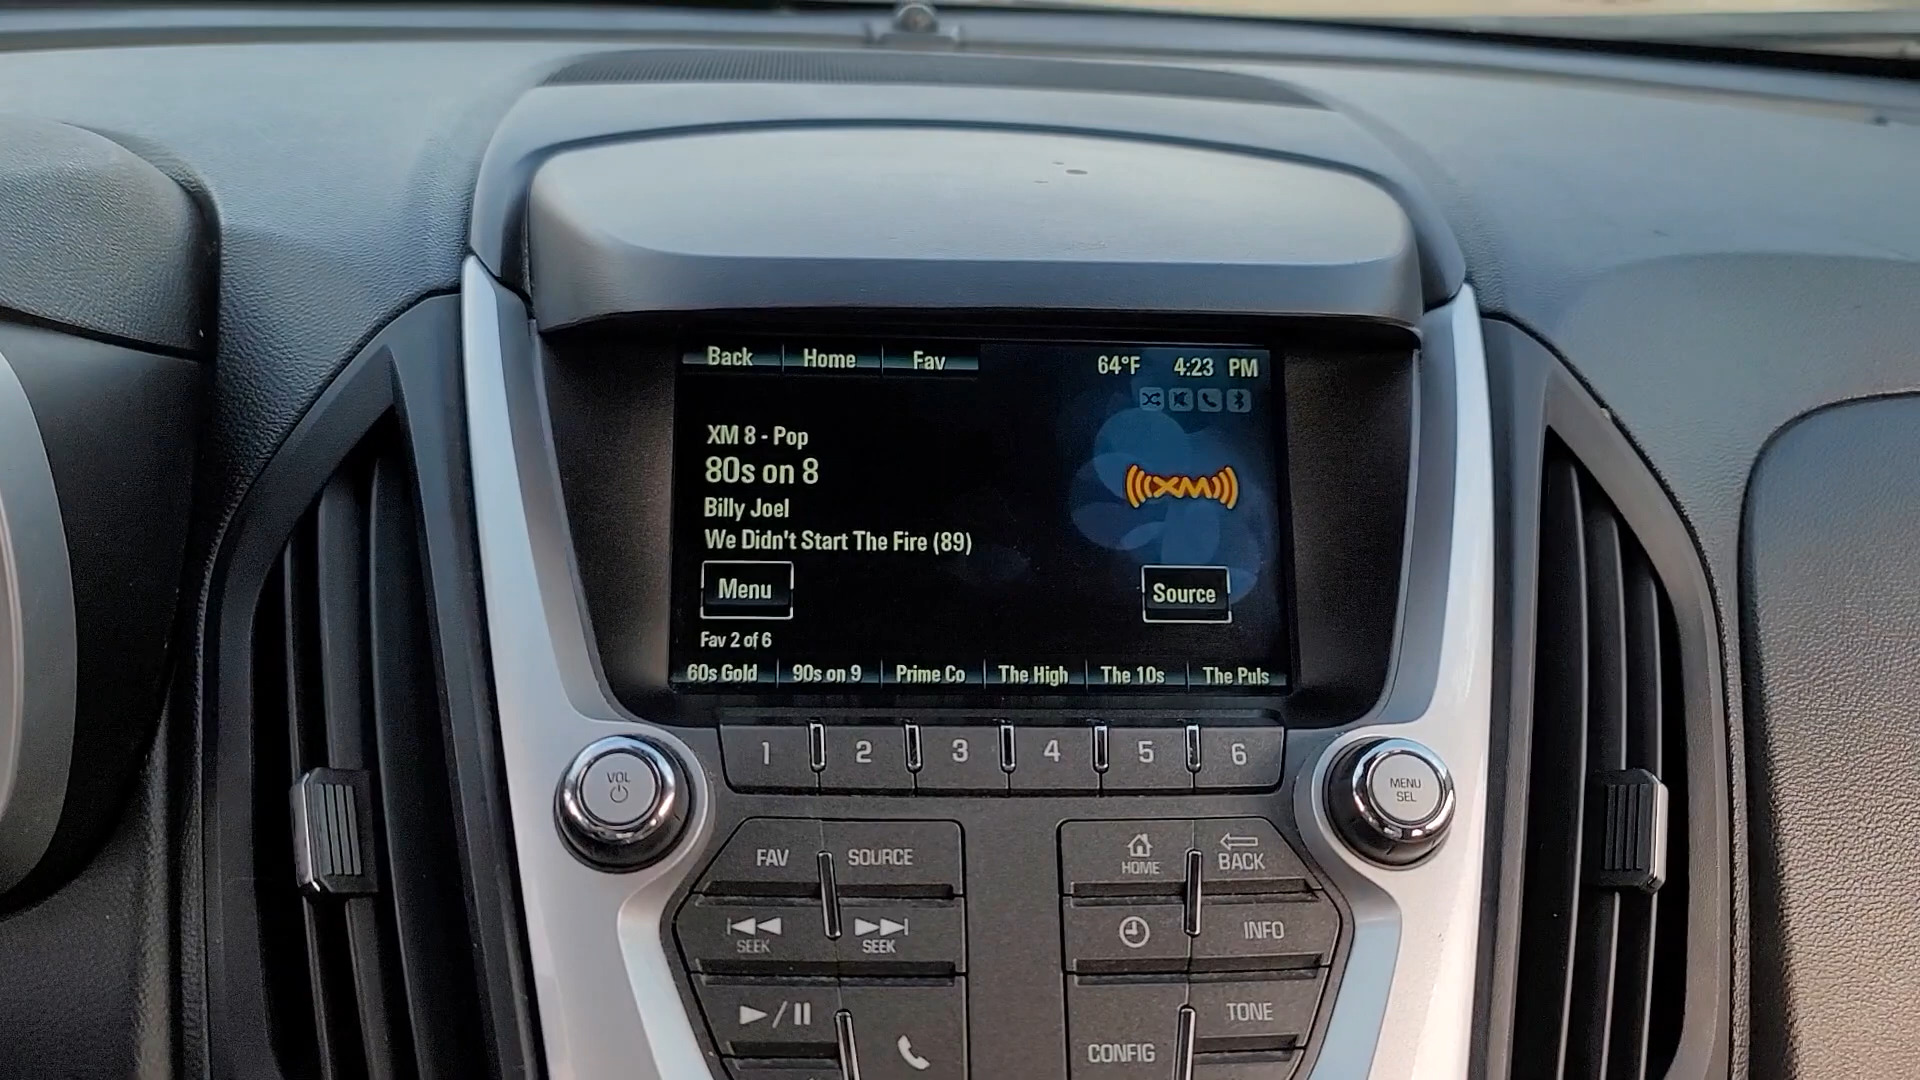 Back Home Fav 64°F 4:23 PM
XM 8 - Pop
80s on 8
((XM))
Billy Joel
We Didn't Start The Fire (89)
Menu Source
Fav 2 of 6
60s Gold 90s on 9 Prime Co The High The 10s The Puls
1 2 3 4 5 6
VOL
MENU
SEL
FAV SOURCE
HOME BACK
SEEK SEEK
INFO
TONE
CONFIG